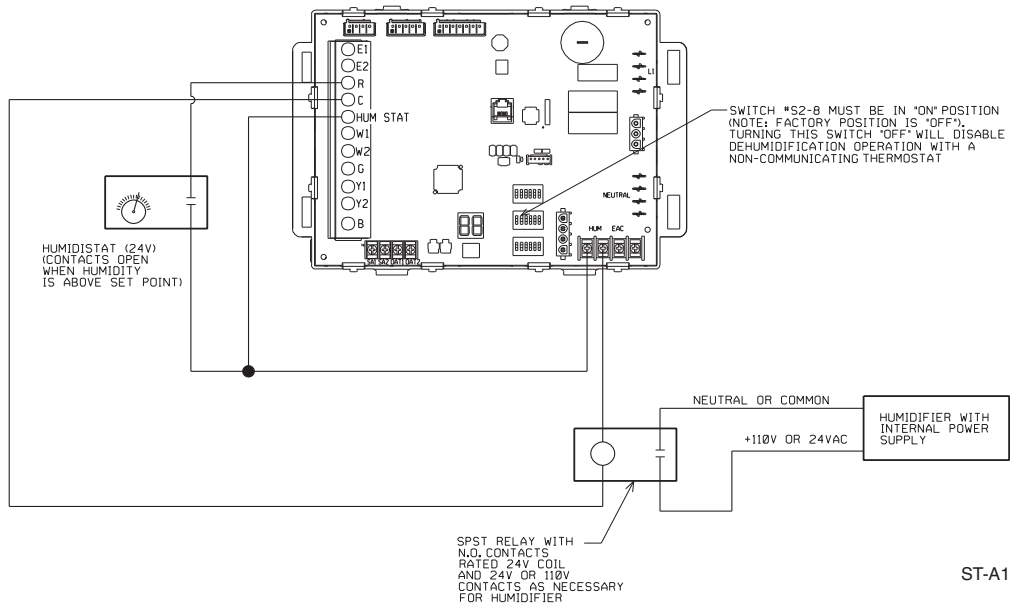 E1
E2
R
C
HUM STAT
W1
W2
G
Y1
Y2
B
L1
NEUTRAL
HUM EAC
SA1 SA2 OAT1 OAT2
SWITCH "S2-8 MUST BE IN "ON" POSITION
(NOTE: FACTORY POSITION IS "OFF").
TURNING THIS SWITCH "OFF" WILL DISABLE
DEHUMIDIFICATION OPERATION WITH A
NON-COMMUNICATING THERMOSTAT
HUMIDISTAT (24V)
(CONTACTS OPEN
WHEN HUMIDITY
IS ABOVE SET POINT)
NEUTRAL OR COMMON
+110V OR 24VAC
HUMIDIFIER WITH
INTERNAL POWER
SUPPLY
SPST RELAY WITH
N.O. CONTACTS
RATED 24V COIL
AND 24V OR 110V
CONTACTS AS NECESSARY
FOR HUMIDIFIER
ST-A1